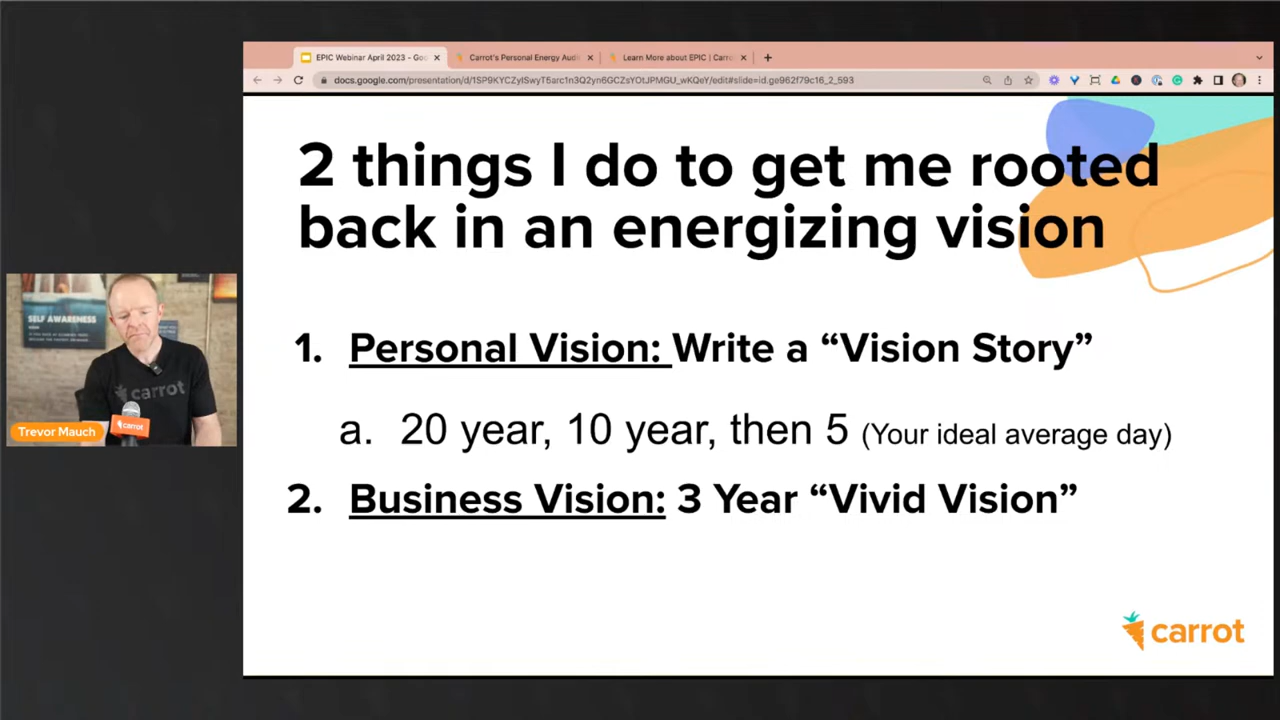 EPIC Webinar April 2023 - Goo
Carrot's Personal Energy Audi
Learn More about EPIC | Carro
docs.google.com/presentation/d/1SP9KYCZyISwyT5arc1n3Q2yn6GCZsYOtJPMGU_wKQeY/edit#slide=id.ge962f79c16_2_593
2 things I do to get me rooted
back in an energizing vision
1. Personal Vision: Write a “Vision Story”
a. 20 year, 10 year, then 5 (Your ideal average day)
2. Business Vision: 3 Year “Vivid Vision”
carrot
SELF AWARENESS
carrot
carrot
Trevor Mauch